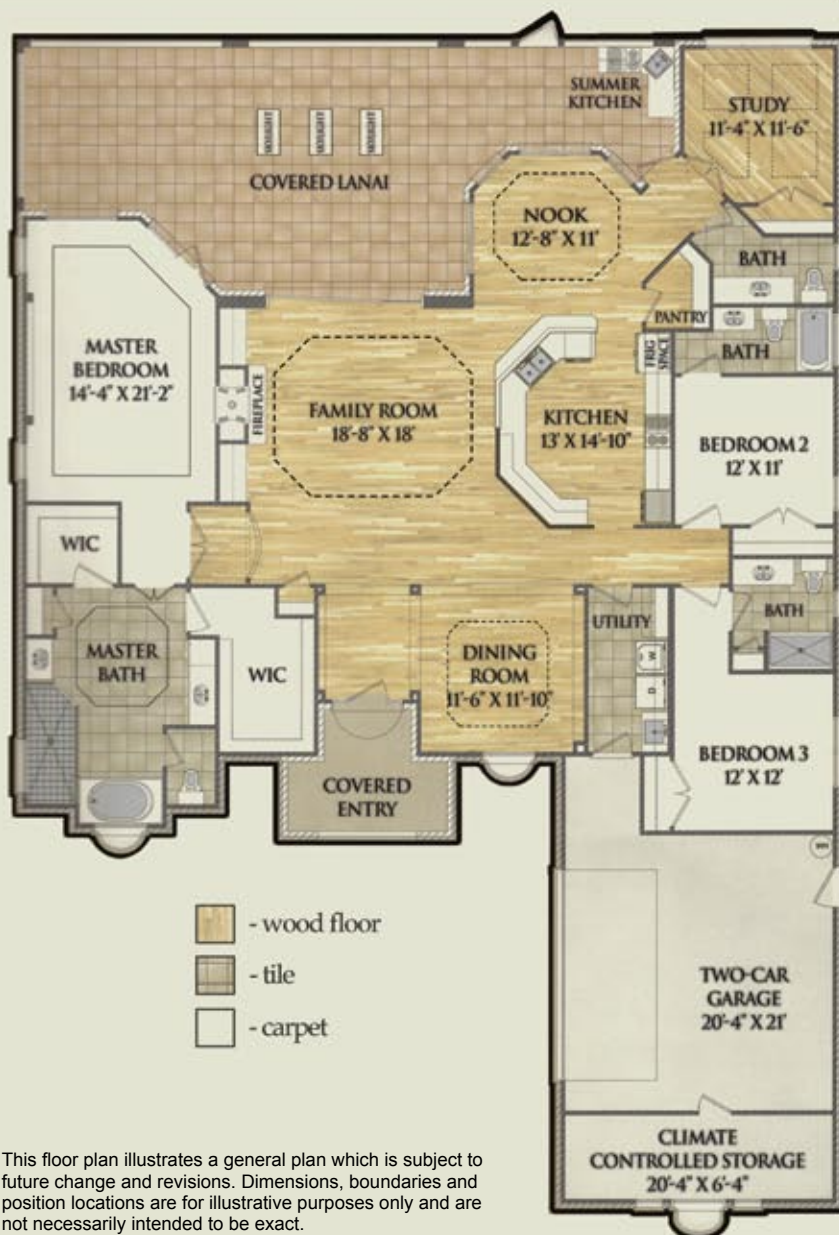 SUMMER
KITCHEN
STUDY
11'-4" X 11'-6"
SKYLIGHT
SKYLIGHT
SKYLIGHT
COVERED LANAI
NOOK
12'-8" X 11'
BATH
PANTRY
MASTER
BEDROOM
14'-4" X 21'-2"
FIREPLACE
FAMILY ROOM
18'-8" X 18'
FRIG
SPACE
BATH
KITCHEN
13' X 14'-10"
BEDROOM 2
12' X 11'
WIC
MASTER
BATH
WIC
DINING
ROOM
11'-6" X 11'-10"
UTILITY
W
D
BATH
COVERED
ENTRY
BEDROOM 3
12' X 12'
- wood floor
- tile
- carpet
TWO-CAR
GARAGE
20'-4" X 21'
CLIMATE
CONTROLLED STORAGE
20'-4" X 6'-4"
This floor plan illustrates a general plan which is subject to
future change and revisions. Dimensions, boundaries and
position locations are for illustrative purposes only and are
not necessarily intended to be exact.